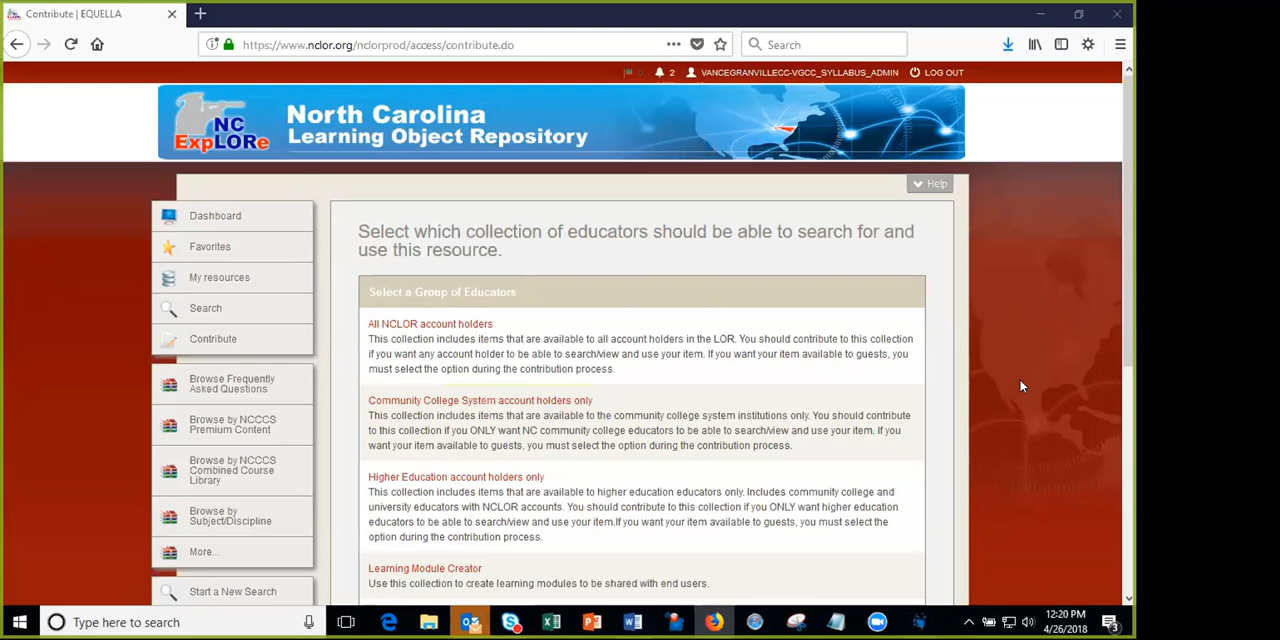 Contribute | EQUELLA
https://www.nclor.org/nclorprod/access/contribute.do
Search
2
VANCEGRANVILLECC-VGCC_SYLLABUS_ADMIN
LOG OUT
NC
ExpLORe
North Carolina
Learning Object Repository
Help
Dashboard
Favorites
My resources
Search
Contribute
Browse Frequently
Asked Questions
Browse by NCCCS
Premium Content
Browse by NCCCS
Combined Course
Library
Browse by
Subject/Discipline
More...
Start a New Search
Select which collection of educators should be able to search for and
use this resource.
Select a Group of Educators
All NCLOR account holders
This collection includes items that are available to all account holders in the LOR. You should contribute to this collection
if you want any account holder to be able to search/view and use your item. If you want your item available to guests, you
must select the option during the contribution process.
Community College System account holders only
This collection includes items that are available to the community college system institutions only. You should contribute
to this collection if you ONLY want NC community college educators to be able to search/view and use your item. If you
want your item available to guests, you must select the option during the contribution process.
Higher Education account holders only
This collection includes items that are available to higher education educators only. Includes community college and
university educators with NCLOR accounts. You should contribute to this collection if you ONLY want higher education
educators to be able to search/view and use your item.If you want your item available to guests, you must select the
option during the contribution process.
Learning Module Creator
Use this collection to create learning modules to be shared with end users.
Type here to search
12:20 PM
4/26/2018
3